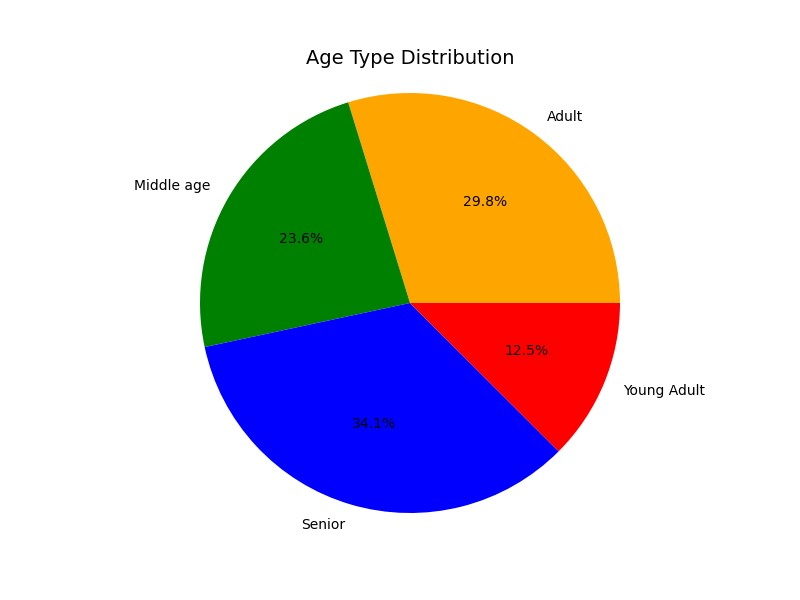 Age Type Distribution
Adult
29.8%
Middle age
23.6%
Senior
34.1%
Young Adult
12.5%